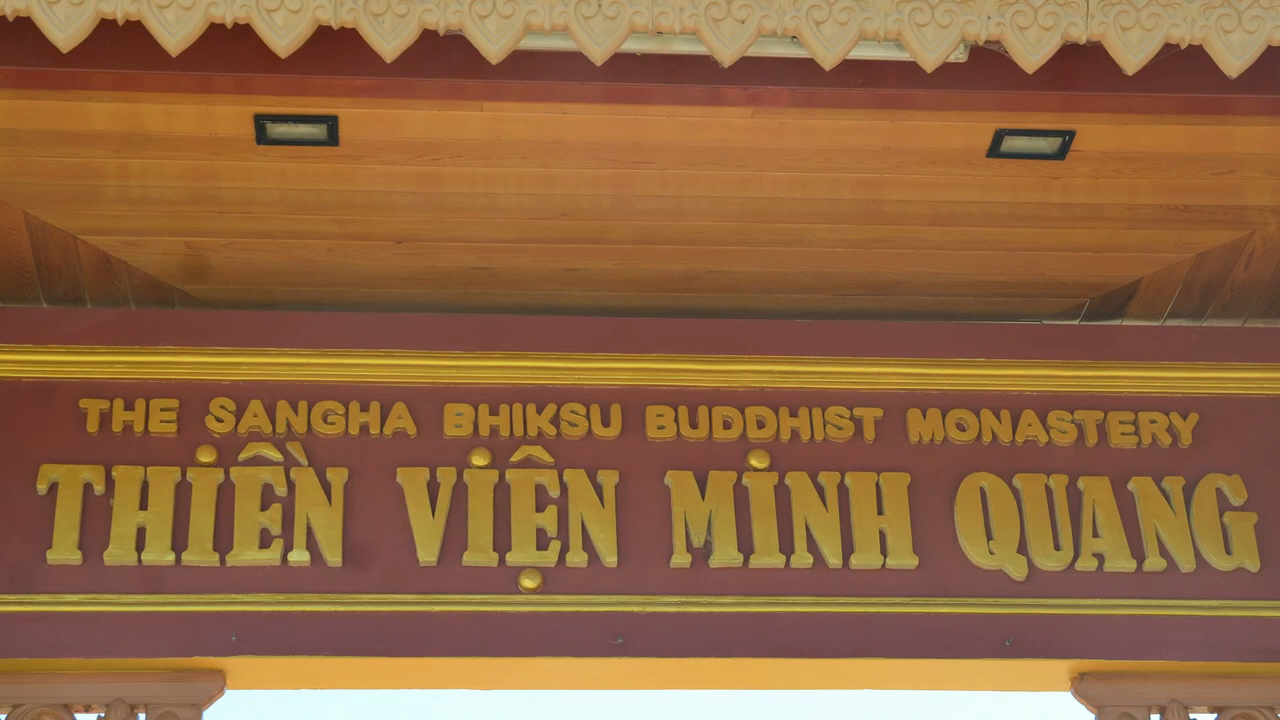 THE SANGHA BHIKSU BUDDHIST MONASTERY
THIỀN VIỆN MINH QUANG